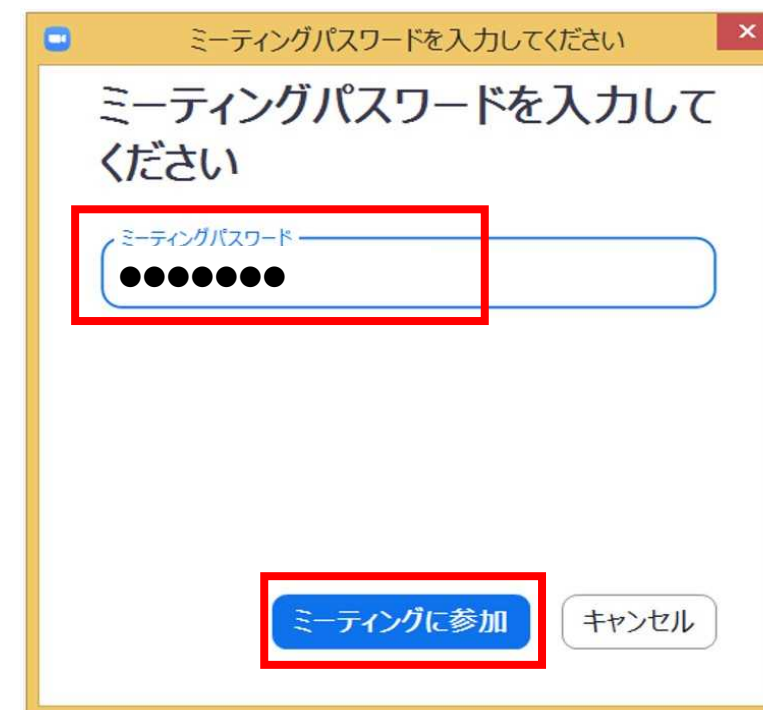 ミーティングパスワードを入力してください
ミーティングパスワードを入力して
ください
ミーティングパスワード
●●●●●●●
ミーティングに参加
キャンセル